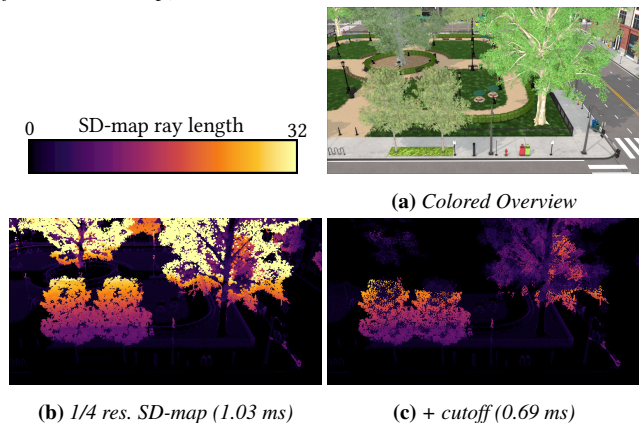 0 SD-map ray length 32
(a) Colored Overview
(b) 1/4 res. SD-map (1.03 ms)
(c) + cutoff (0.69 ms)